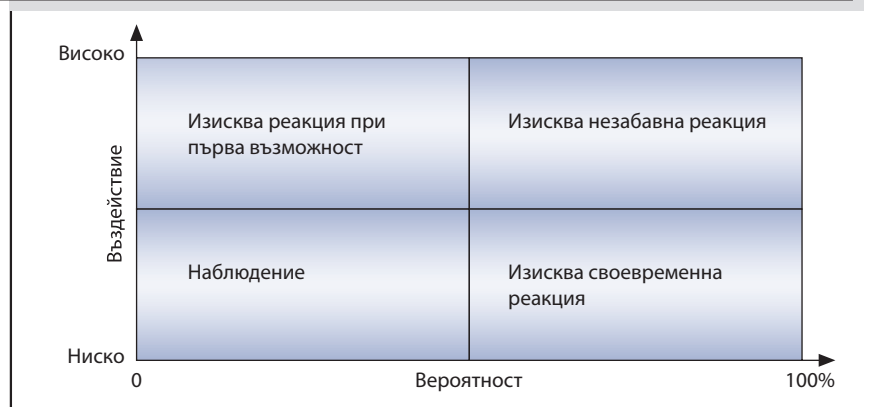 Високо
Изисква реакция при
първа възможност
Изисква незабавна реакция
Въздействие
Наблюдение
Изисква своевременна
реакция
Ниско
0
Вероятност
100%